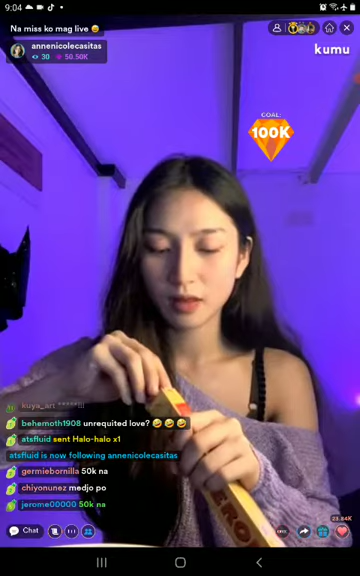 9:04
Na miss ko mag live 😄
annenicolecasitas
30 50.50K
kumu
GOAL:
100K
kuya_art *****!!!
behemoth1908 unrequited love? 🤣🤣🤣
atsfluid sent Halo-halo x1
atsfluid is now following annenicolecasitas
germiebornilla 50k na
chiyonunez medjo po
jerome00000 50k na
23.84K
Chat